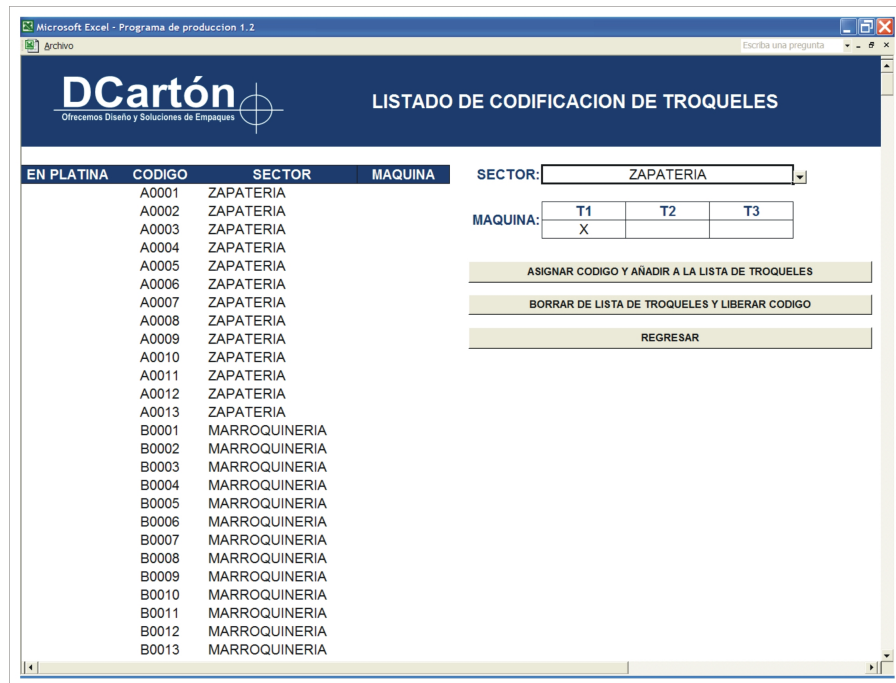 Microsoft Excel - Programa de produccion 1.2
Archivo
Escriba una pregunta
DCartón
Ofrecemos Diseño y Soluciones de Empaques
LISTADO DE CODIFICACION DE TROQUELES
EN PLATINA CODIGO SECTOR MAQUINA
A0001 ZAPATERIA
A0002 ZAPATERIA
A0003 ZAPATERIA
A0004 ZAPATERIA
A0005 ZAPATERIA
A0006 ZAPATERIA
A0007 ZAPATERIA
A0008 ZAPATERIA
A0009 ZAPATERIA
A0010 ZAPATERIA
A0011 ZAPATERIA
A0012 ZAPATERIA
A0013 ZAPATERIA
B0001 MARROQUINERIA
B0002 MARROQUINERIA
B0003 MARROQUINERIA
B0004 MARROQUINERIA
B0005 MARROQUINERIA
B0006 MARROQUINERIA
B0007 MARROQUINERIA
B0008 MARROQUINERIA
B0009 MARROQUINERIA
B0010 MARROQUINERIA
B0011 MARROQUINERIA
B0012 MARROQUINERIA
B0013 MARROQUINERIA
SECTOR: ZAPATERIA
MAQUINA: T1 T2 T3
X
ASIGNAR CODIGO Y AÑADIR A LA LISTA DE TROQUELES
BORRAR DE LISTA DE TROQUELES Y LIBERAR CODIGO
REGRESAR